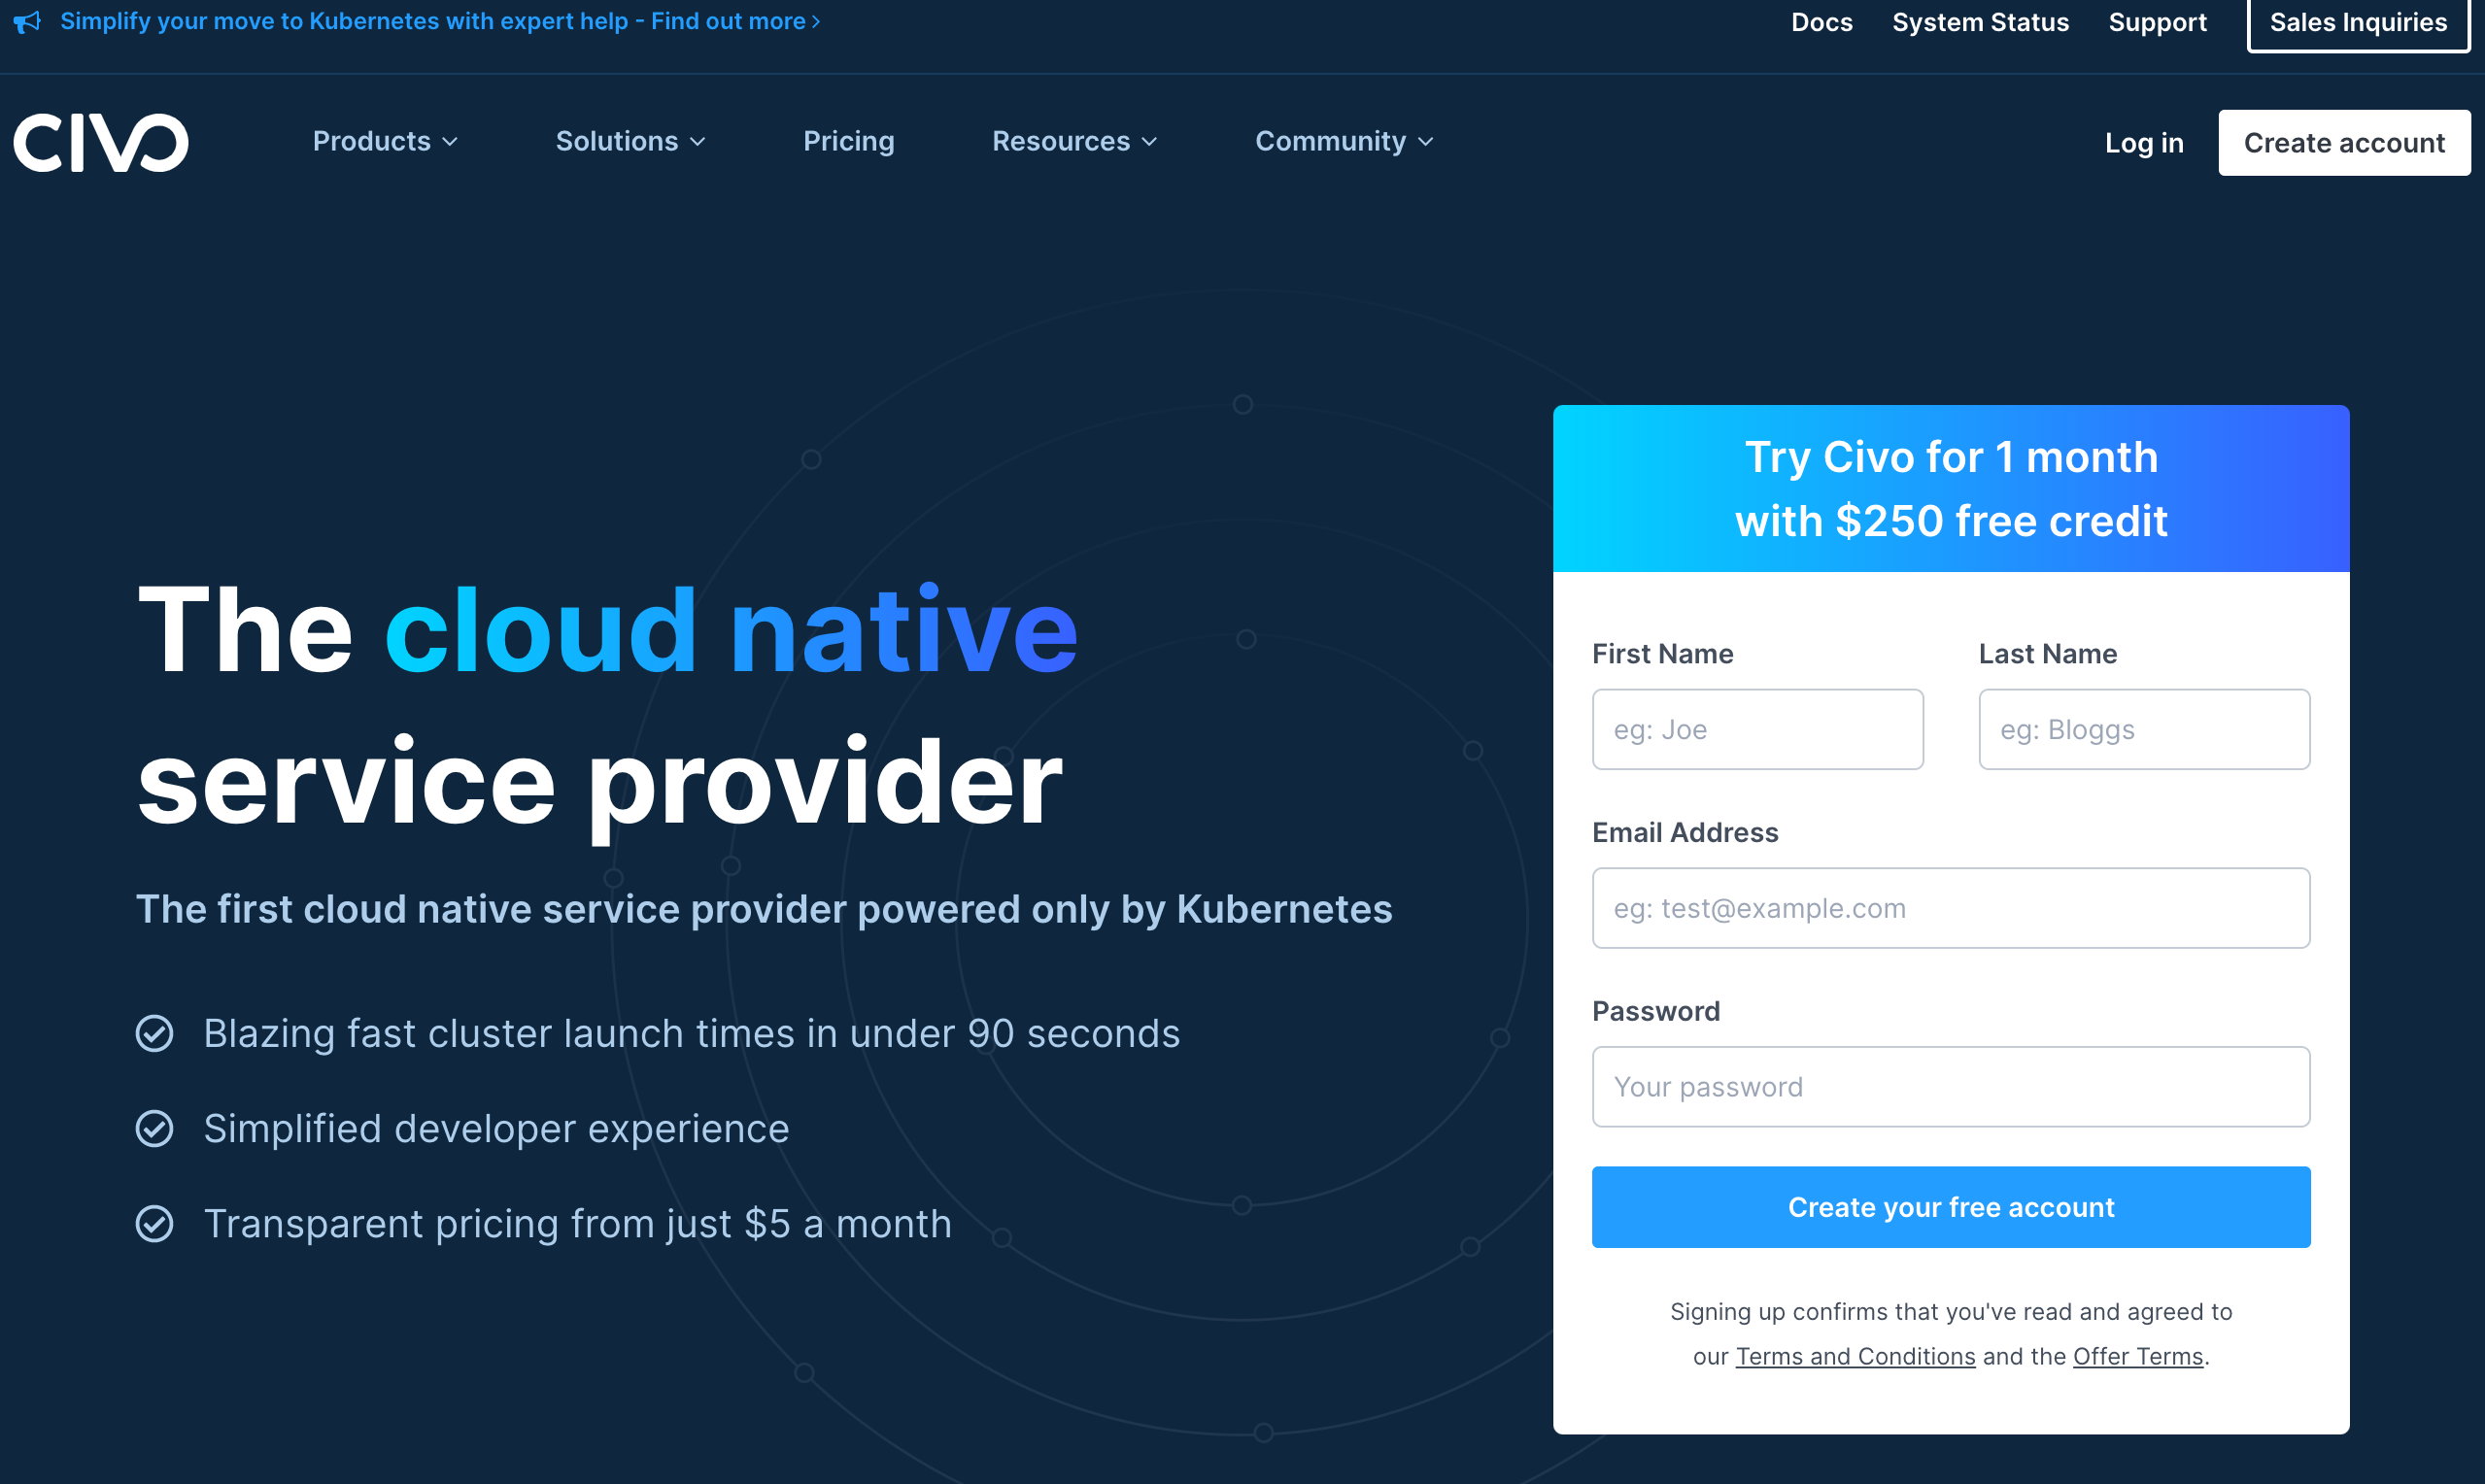 Simplify your move to Kubernetes with expert help - Find out more
Docs System Status Support Sales Inquiries
CIVO Products Solutions Pricing Resources Community Log in Create account
Try Civo for 1 month
with $250 free credit
The cloud native
service provider
The first cloud native service provider powered only by Kubernetes
Blazing fast cluster launch times in under 90 seconds
Simplified developer experience
Transparent pricing from just $5 a month
First Name Last Name
eg: Joe eg: Bloggs
Email Address
eg: test@example.com
Password
Your password
Create your free account
Signing up confirms that you've read and agreed to
our Terms and Conditions and the Offer Terms.